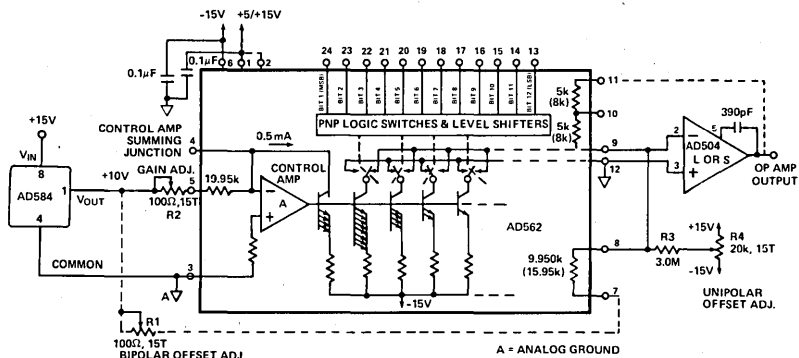 -15V
+5/+15V
0.1μF
0.1μF
6 1 2
24 23 22 21 20 19 18 17 16 15 14 13
BIT 1 (MSB)
BIT 2
BIT 3
BIT 4
BIT 5
BIT 6
BIT 7
BIT 8
BIT 9
BIT 10
BIT 11
BIT 12 (LSB)
PNP LOGIC SWITCHES & LEVEL SHIFTERS
5k
(8k)
11
10
5k
(8k)
9
12
390pF
2
5
AD504
L OR S
3
OP AMP
OUTPUT
+15V
VIN
8
AD584
1
VOUT
4
+10V
CONTROL AMP
SUMMING
JUNCTION
4
0.5mA
GAIN ADJ.
5
100Ω,15T
R2
19.95k
CONTROL
AMP
A
AD562
COMMON
3
A
-15V
9.950k
(15.95k)
8
7
R3
3.0M
+15V
R4
20k, 15T
-15V
UNIPOLAR
OFFSET ADJ.
R1
100Ω, 15T
BIPOLAR OFFSET ADJ
A = ANALOG GROUND